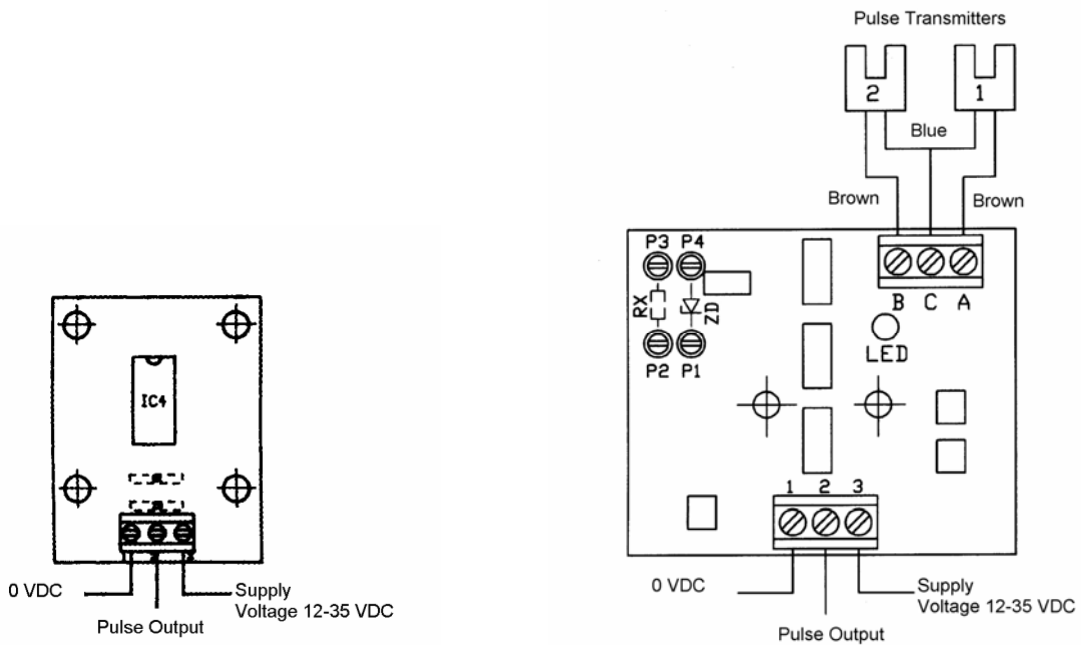 IC4
0 VDC
Supply
Voltage 12-35 VDC
Pulse Output
Pulse Transmitters
2 1
Blue
Brown Brown
P3 P4
RX ZD
P2 P1
B C A
LED
1 2 3
0 VDC
Supply
Voltage 12-35 VDC
Pulse Output